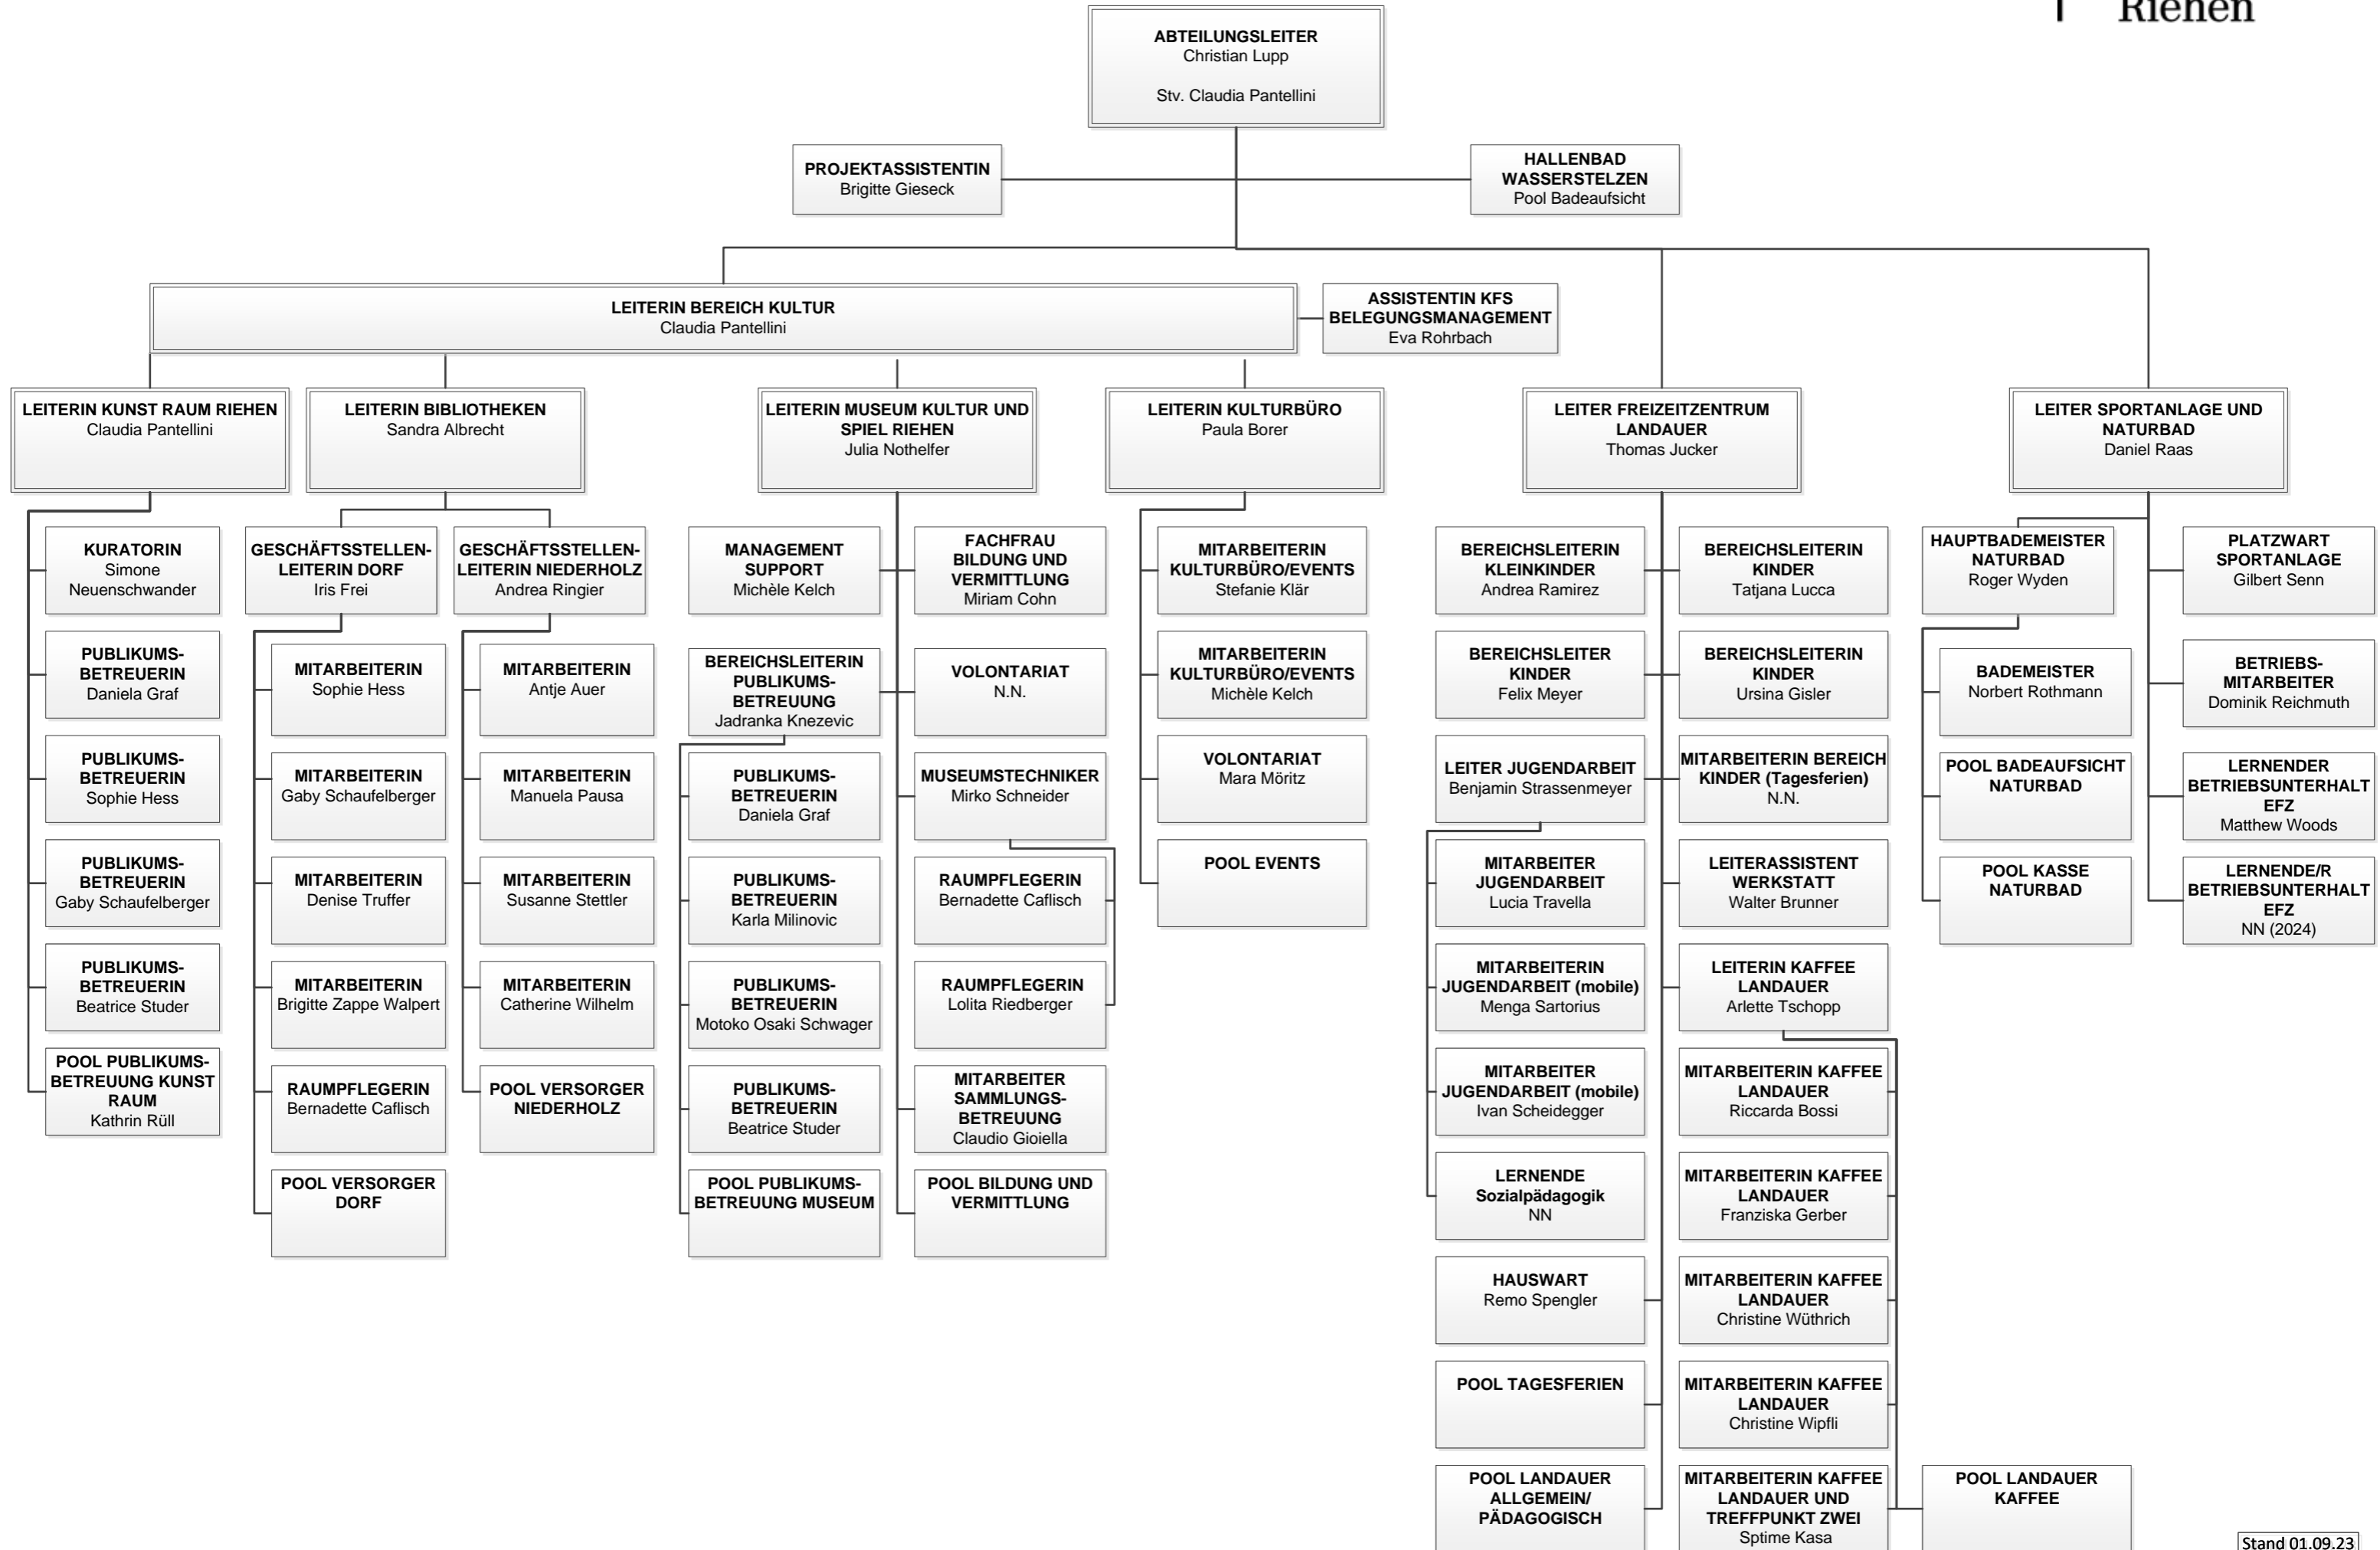 Riehen
ABTEILUNGSLEITER
Christian Lupp
Stv. Claudia Pantellini
PROJEKTASSISTENTIN
Brigitte Gieseck
HALLENBAD
WASSERSTELZEN
Pool Badeaufsicht
LEITERIN BEREICH KULTUR
Claudia Pantellini
ASSISTENTIN KFS
BELEGUNGSMANAGEMENT
Eva Rohrbach
LEITERIN KUNST RAUM RIEHEN
Claudia Pantellini
LEITERIN BIBLIOTHEKEN
Sandra Albrecht
LEITERIN MUSEUM KULTUR UND
SPIEL RIEHEN
Julia Nothelfer
LEITERIN KULTURBÜRO
Paula Borer
LEITER FREIZEITZENTRUM
LANDAUER
Thomas Jucker
LEITER SPORTANLAGE UND
NATURBAD
Daniel Raas
KURATORIN
Simone
Neuenschwander
PUBLIKUMS-
BETREUERIN
Daniela Graf
PUBLIKUMS-
BETREUERIN
Sophie Hess
PUBLIKUMS-
BETREUERIN
Gaby Schaufelberger
PUBLIKUMS-
BETREUERIN
Beatrice Studer
POOL PUBLIKUMS-
BETREUUNG KUNST
RAUM
Kathrin Rüll
GESCHÄFTSSTELLEN-
LEITERIN DORF
Iris Frei
MITARBEITERIN
Sophie Hess
MITARBEITERIN
Gaby Schaufelberger
MITARBEITERIN
Denise Truffer
MITARBEITERIN
Brigitte Zappe Walpert
RAUMPFLEGERIN
Bernadette Caflisch
POOL VERSORGER
DORF
GESCHÄFTSSTELLEN-
LEITERIN NIEDERHOLZ
Andrea Ringier
MITARBEITERIN
Antje Auer
MITARBEITERIN
Manuela Pausa
MITARBEITERIN
Susanne Stettler
MITARBEITERIN
Catherine Wilhelm
POOL VERSORGER
NIEDERHOLZ
MANAGEMENT
SUPPORT
Michèle Kelch
BEREICHSLEITERIN
PUBLIKUMS-
BETREUUNG
Jadranka Knezevic
PUBLIKUMS-
BETREUERIN
Daniela Graf
PUBLIKUMS-
BETREUERIN
Karla Milinovic
PUBLIKUMS-
BETREUERIN
Motoko Osaki Schwager
PUBLIKUMS-
BETREUERIN
Beatrice Studer
POOL PUBLIKUMS-
BETREUUNG MUSEUM
FACHFRAU
BILDUNG UND
VERMITTLUNG
Miriam Cohn
VOLONTARIAT
N.N.
MUSEUMSTECHNIKER
Mirko Schneider
RAUMPFLEGERIN
Bernadette Caflisch
RAUMPFLEGERIN
Lolita Riedberger
MITARBEITER
SAMMLUNGS-
BETREUUNG
Claudio Gioiella
POOL BILDUNG UND
VERMITTLUNG
MITARBEITERIN
KULTURBÜRO/EVENTS
Stefanie Klär
MITARBEITERIN
KULTURBÜRO/EVENTS
Michèle Kelch
VOLONTARIAT
Mara Möritz
POOL EVENTS
BEREICHSLEITERIN
KLEINKINDER
Andrea Ramirez
BEREICHSLEITER
KINDER
Felix Meyer
LEITER JUGENDARBEIT
Benjamin Strassenmeyer
MITARBEITER
JUGENDARBEIT
Lucia Travella
MITARBEITERIN
JUGENDARBEIT (mobile)
Menga Sartorius
MITARBEITER
JUGENDARBEIT (mobile)
Ivan Scheidegger
LERNENDE
Sozialpädagogik
NN
HAUSWART
Remo Spengler
POOL TAGESFERIEN
POOL LANDAUER
ALLGEMEIN/
PÄDAGOGISCH
BEREICHSLEITERIN
KINDER
Tatjana Lucca
BEREICHSLEITERIN
KINDER
Ursina Gisler
MITARBEITERIN BEREICH
KINDER (Tagesferien)
N.N.
LEITERASSISTENT
WERKSTATT
Walter Brunner
LEITERIN KAFFEE
LANDAUER
Arlette Tschopp
MITARBEITERIN KAFFEE
LANDAUER
Riccarda Bossi
MITARBEITERIN KAFFEE
LANDAUER
Franziska Gerber
MITARBEITERIN KAFFEE
LANDAUER
Christine Wüthrich
MITARBEITERIN KAFFEE
LANDAUER
Christine Wipfli
MITARBEITERIN KAFFEE
LANDAUER UND
TREFFPUNKT ZWEI
Sptime Kasa
POOL LANDAUER
KAFFEE
HAUPTBADEMEISTER
NATURBAD
Roger Wyden
BADEMEISTER
Norbert Rothmann
POOL BADEAUFSICHT
NATURBAD
POOL KASSE
NATURBAD
PLATZWART
SPORTANLAGE
Gilbert Senn
BETRIEBS-
MITARBEITER
Dominik Reichmuth
LERNENDER
BETRIEBSUNTERHALT
EFZ
Matthew Woods
LERNENDE/R
BETRIEBSUNTERHALT
EFZ
NN (2024)
Stand 01.09.23